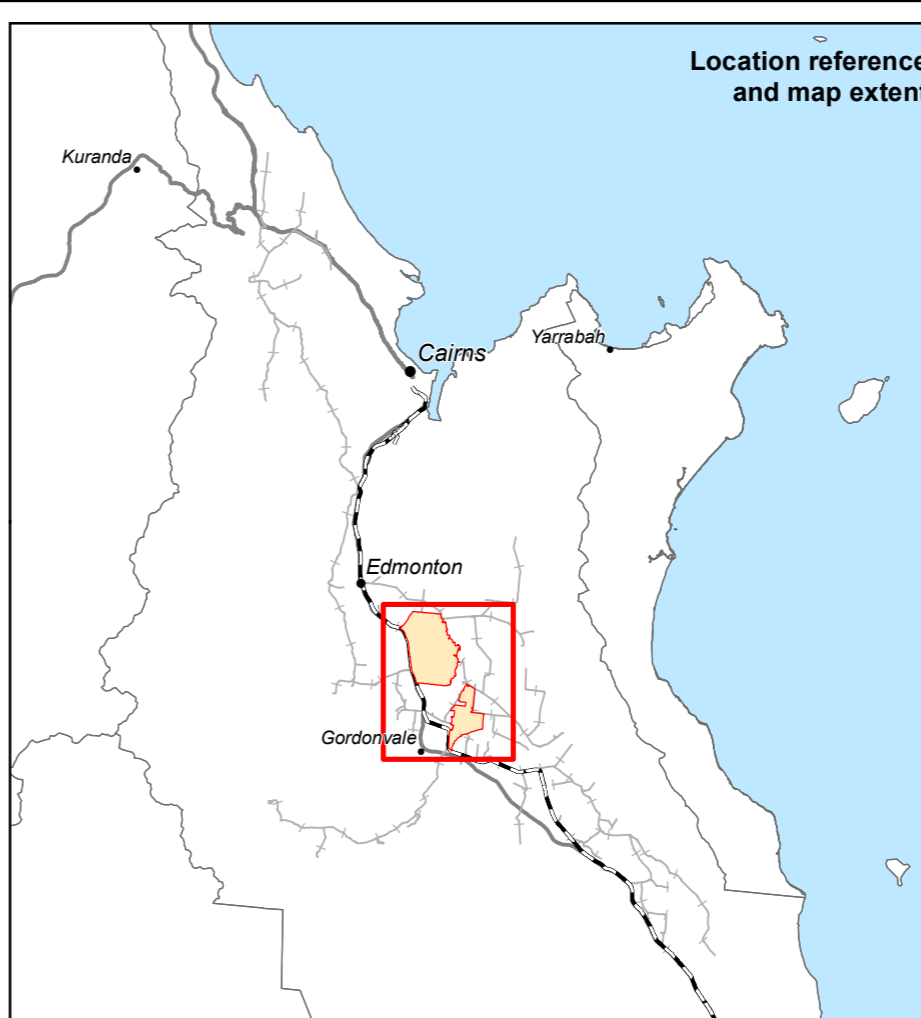 Location reference
and map extent
Kuranda
Yarrabah
Cairns
Edmonton
Gordonvale